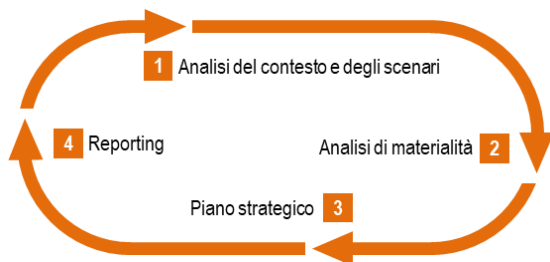 1 Analisi del contesto e degli scenari
Analisi di materialità 2
Piano strategico 3
4 Reporting